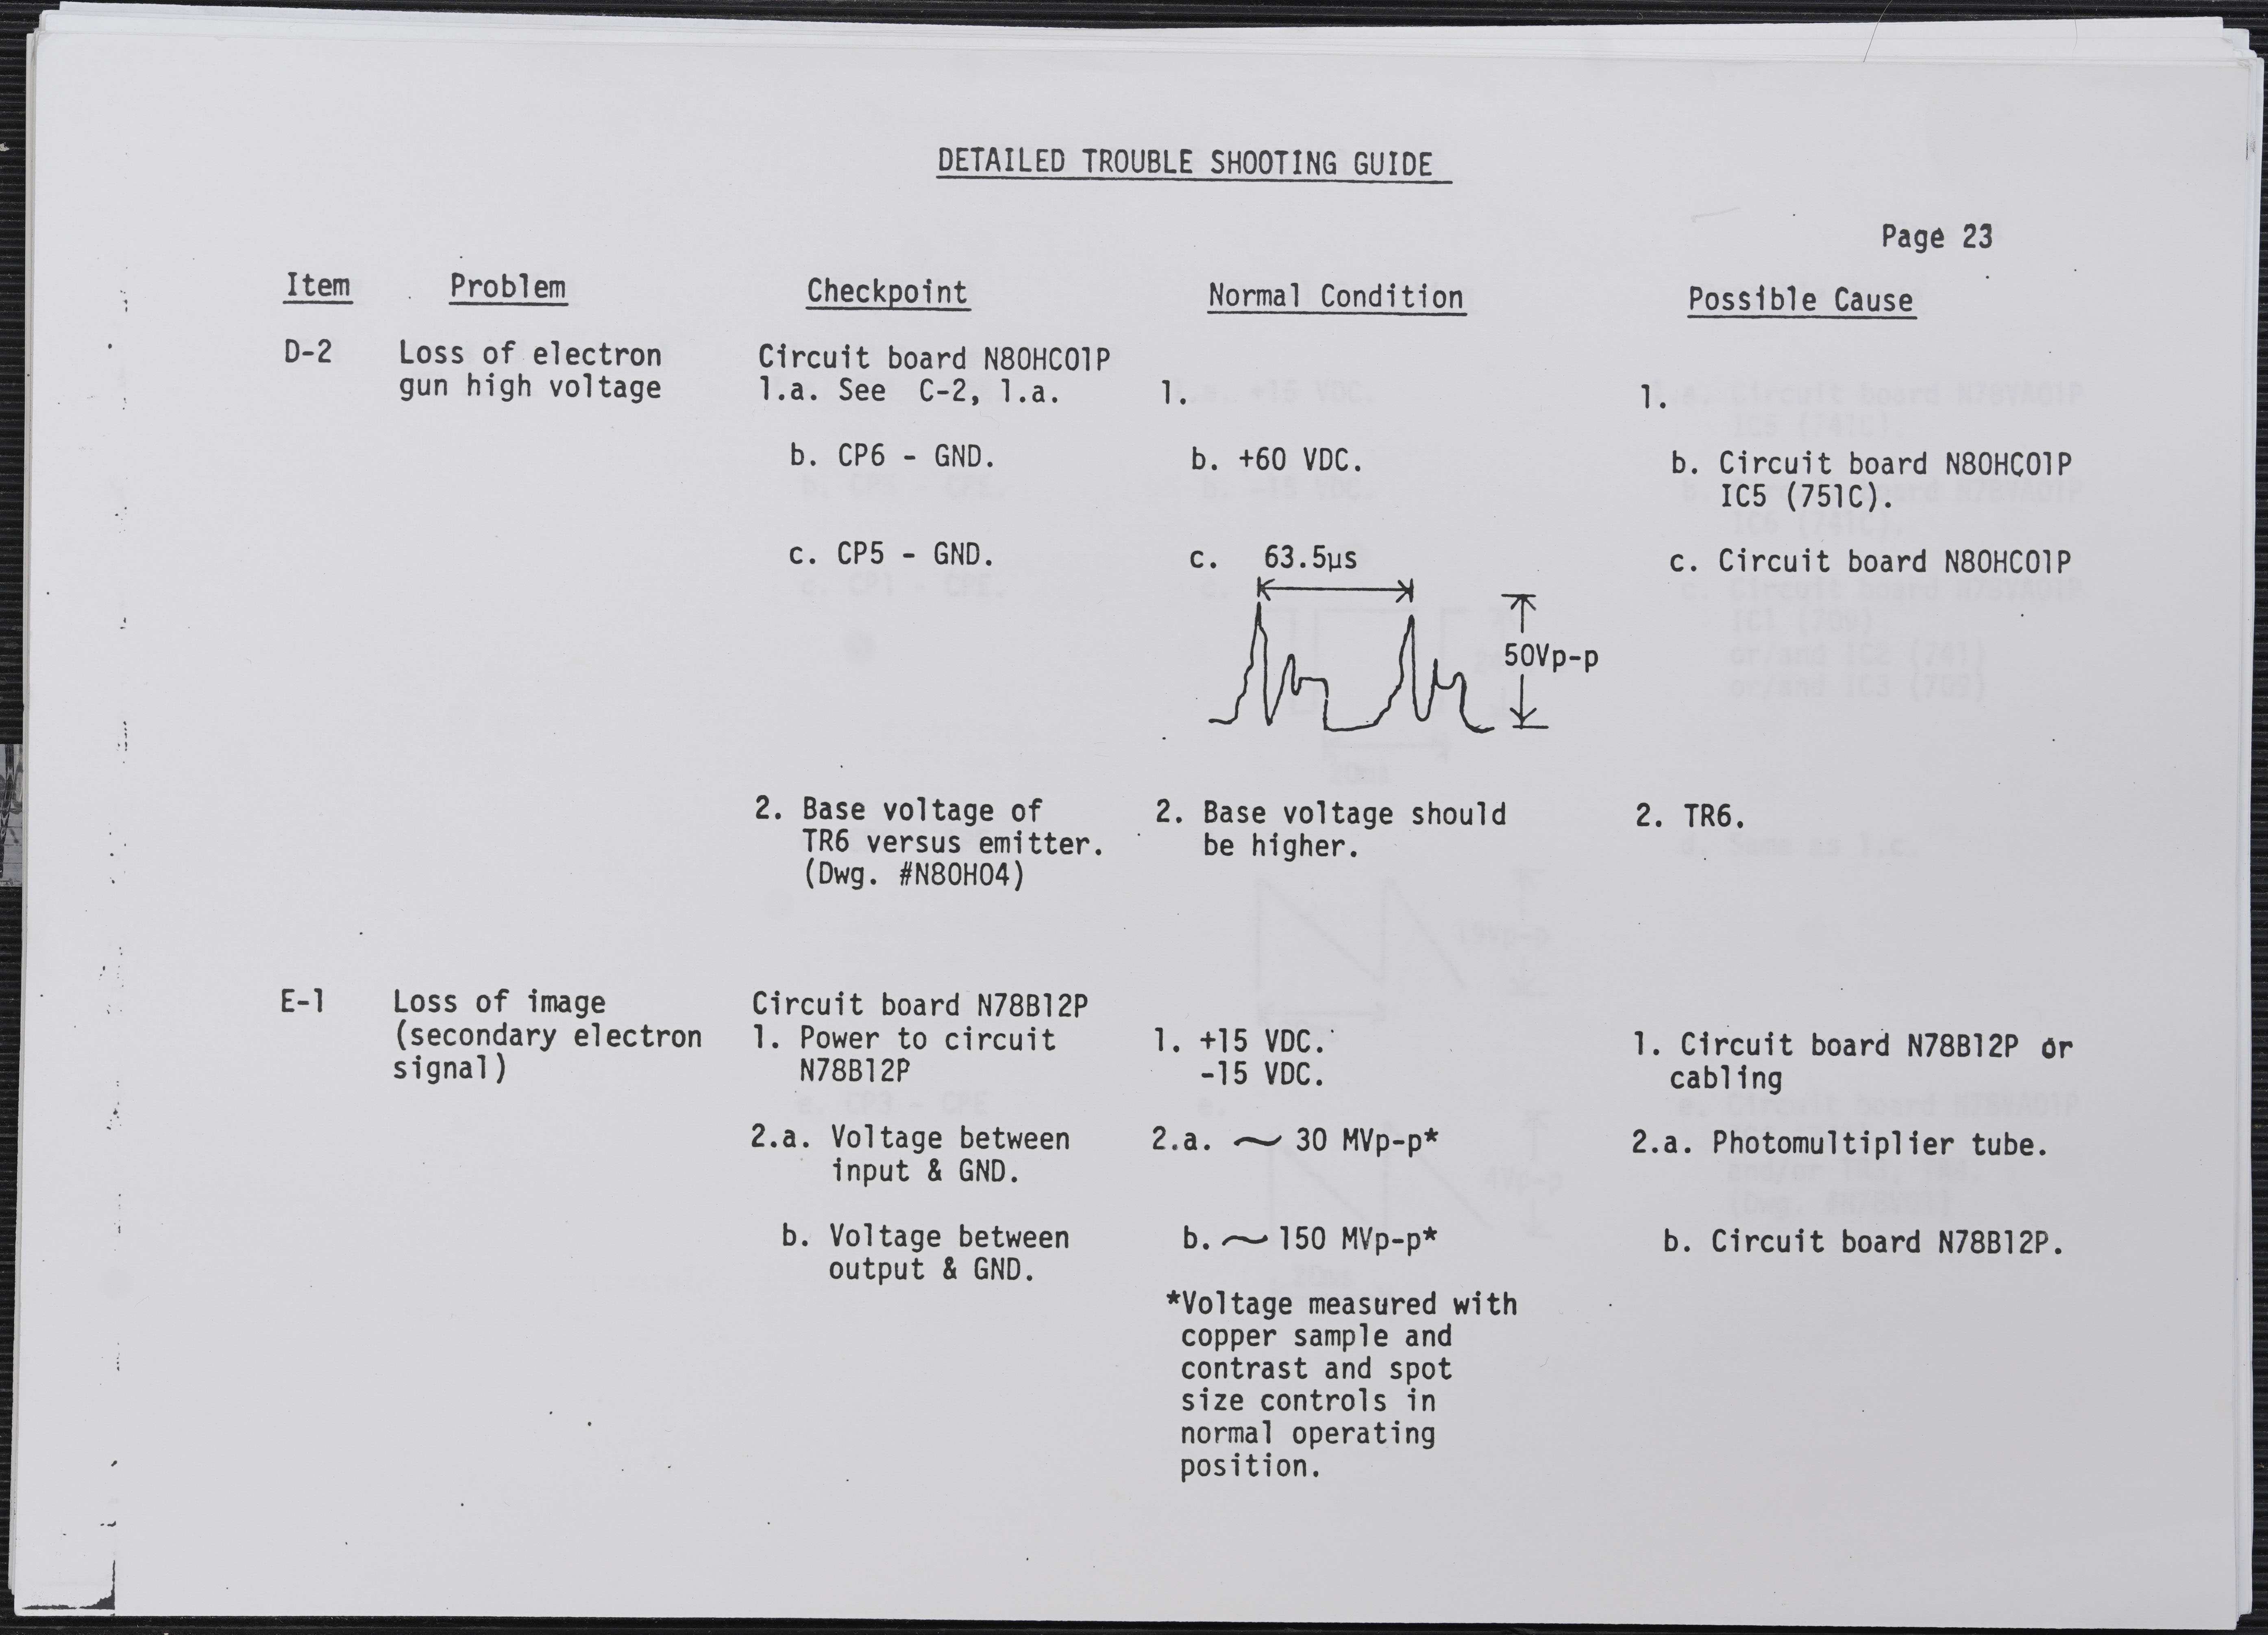 DETAILED TROUBLE SHOOTING GUIDE
Page 23
Item Problem Checkpoint Normal Condition Possible Cause
D-2 Loss of electron gun high voltage
Circuit board N80HC01P
1.a. See C-2, 1.a. 1. 1.
b. CP6 - GND. b. +60 VDC. b. Circuit board N80HC01P
IC5 (751C).
c. CP5 - GND. c. 63.5µs c. Circuit board N80HC01P
50Vp-p
2. Base voltage of 2. Base voltage should 2. TR6.
TR6 versus emitter. be higher.
(Dwg. #N80H04)
E-1 Loss of image Circuit board N78B12P
(secondary electron 1. Power to circuit 1. +15 VDC. 1. Circuit board N78B12P or
signal) N78B12P -15 VDC. cabling
2.a. Voltage between 2.a. ~ 30 MVp-p* 2.a. Photomultiplier tube.
input & GND.
b. Voltage between b. ~ 150 MVp-p* b. Circuit board N78B12P.
output & GND.
*Voltage measured with
copper sample and
contrast and spot
size controls in
normal operating
position.